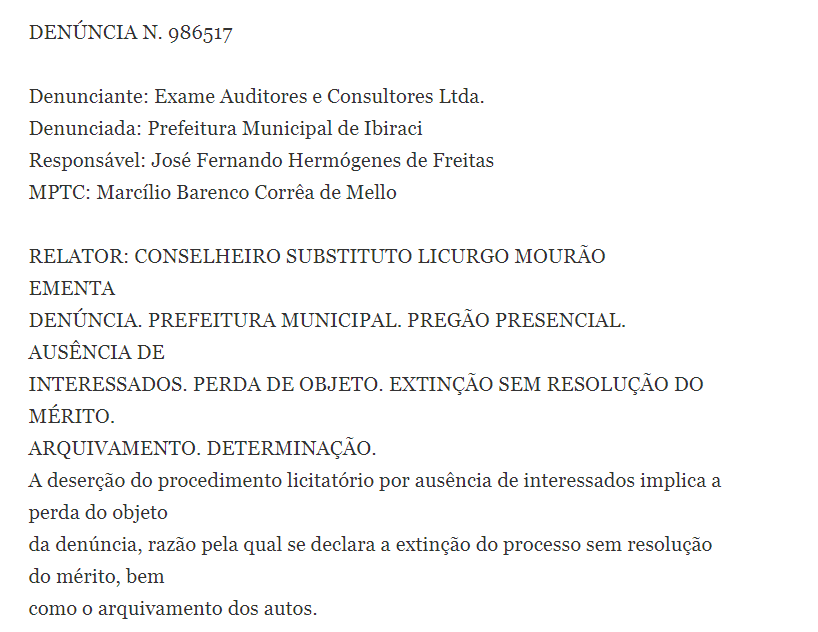 DENÚNCIA N. 986517
Denunciante: Exame Auditores e Consultores Ltda.
Denunciada: Prefeitura Municipal de Ibiraci
Responsável: José Fernando Hermógenes de Freitas
MPTC: Marcílio Barenco Corrêa de Mello
RELATOR: CONSELHEIRO SUBSTITUTO LICURGO MOURÃO
EMENTA
DENÚNCIA. PREFEITURA MUNICIPAL. PREGÃO PRESENCIAL.
AUSÊNCIA DE
INTERESSADOS. PERDA DE OBJETO. EXTINÇÃO SEM RESOLUÇÃO DO
MÉRITO.
ARQUIVAMENTO. DETERMINAÇÃO.
A deserção do procedimento licitatório por ausência de interessados implica a
perda do objeto
da denúncia, razão pela qual se declara a extinção do processo sem resolução
do mérito, bem
como o arquivamento dos autos.